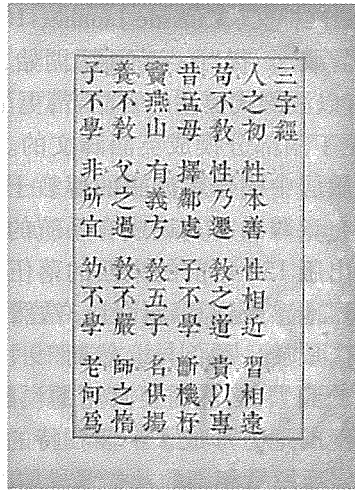 三字經
人之初 性本善 性相近 習相遠
苟不教 性乃遷 教之道 貴以專
昔孟母 擇鄰處 子不學 斷機杼
竇燕山 有義方 教五子 名俱揚
養不教 父之過 教不嚴 師之惰
子不學 非所宜 幼不學 老何為